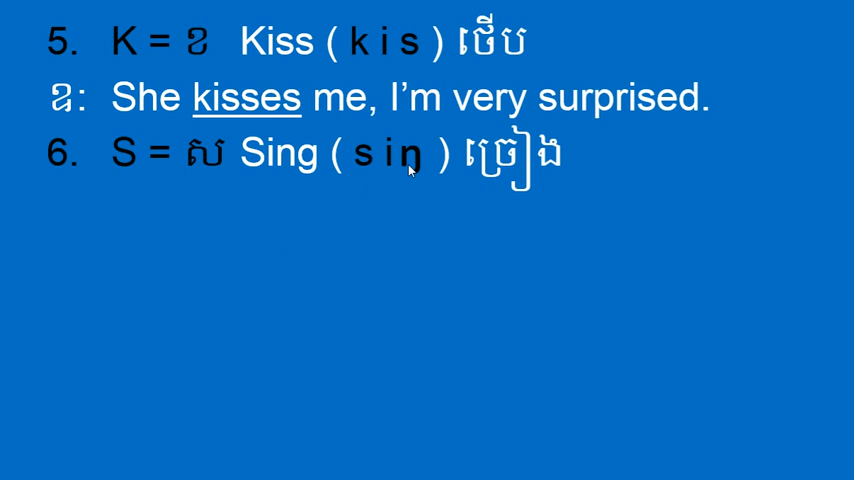 5. K = ខ Kiss ( k i s ) ថើប
ឧ: She kisses me, I'm very surprised.
6. S = ស Sing ( s i ŋ ) ច្រៀង